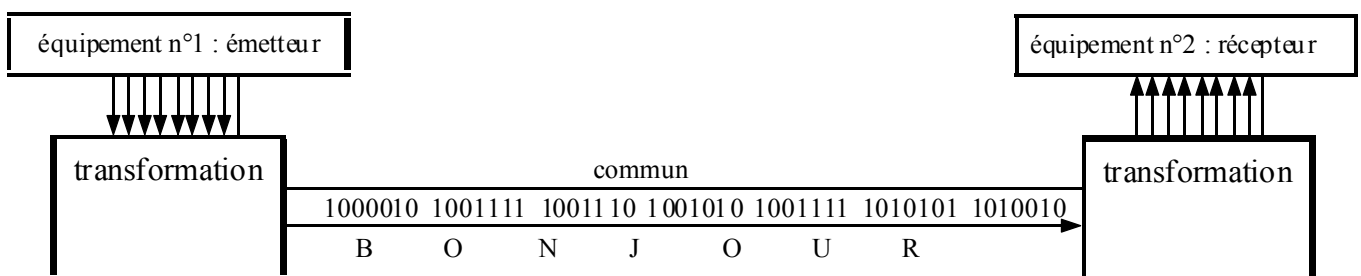 équipement n°1 : émetteur
équipement n°2 : récepteur
transformation
commun
transformation
1000010 1001111 1001110 1001010 1001111 1010101 1010010
B O N J O U R